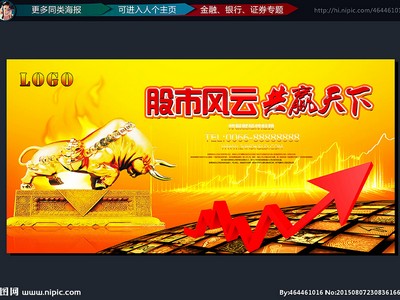 更多同类海报
可进入人个主页
金融、银行、证券专题
http://hi.nipic.com/46446101
LOGO
股市风云 共赢天下
TEL:0066-88888888
图网 www.nipic.com
By:464461016 No:20150807230836166